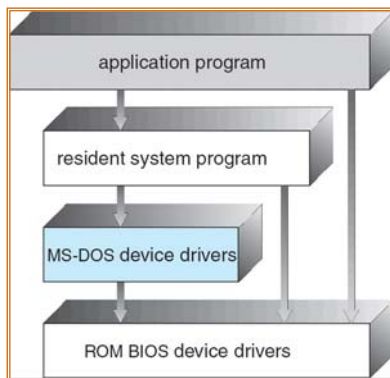 application program
resident system program
MS-DOS device drivers
ROM BIOS device drivers